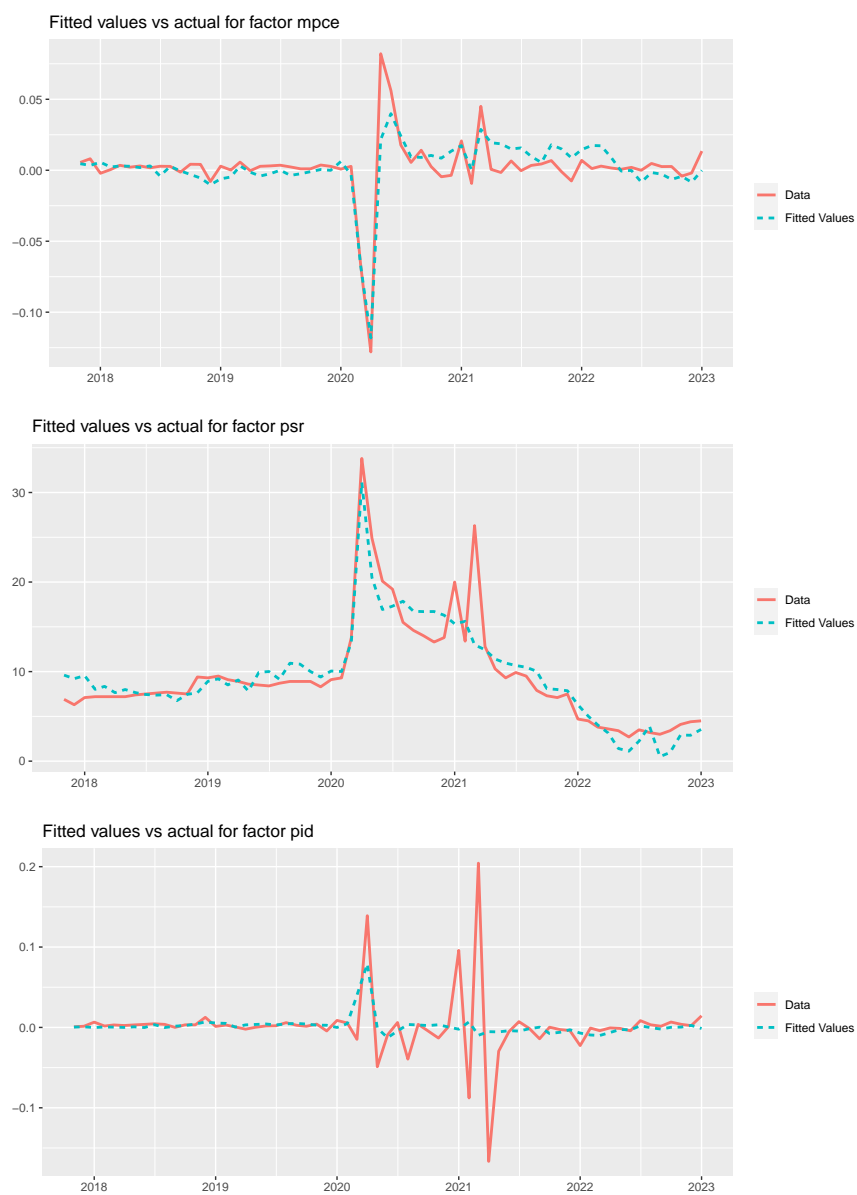 Fitted values vs actual for factor mpce
0.05
0.00
−0.05
−0.10
2018 2019 2020 2021 2022 2023
Data
Fitted Values
Fitted values vs actual for factor psr
30
20
10
0
2018 2019 2020 2021 2022 2023
Data
Fitted Values
Fitted values vs actual for factor pid
0.2
0.1
0.0
−0.1
2018 2019 2020 2021 2022 2023
Data
Fitted Values